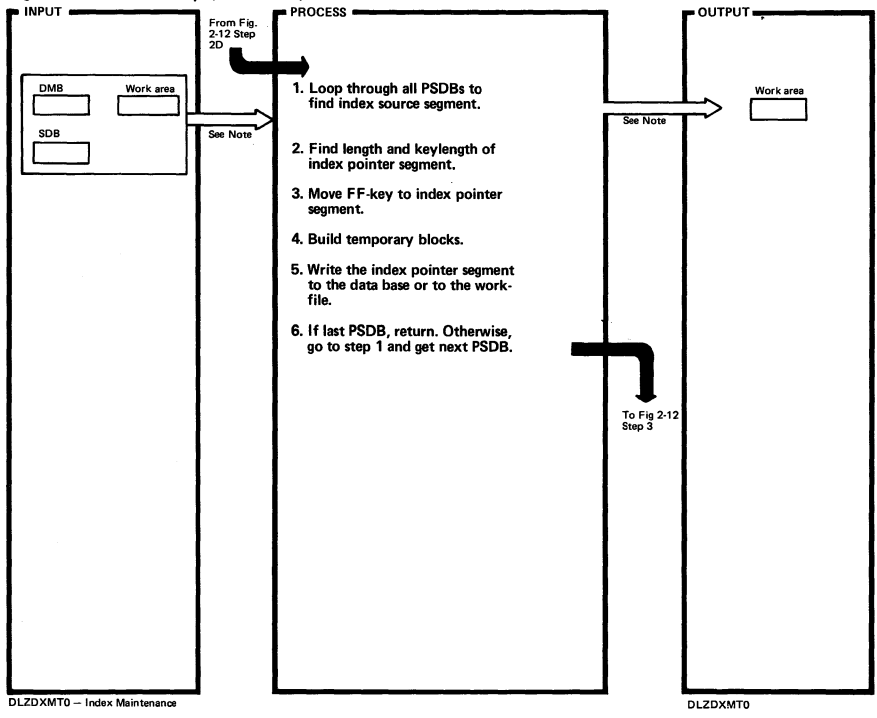 INPUT
PROCESS
OUTPUT
From Fig.
2-12 Step
2D
DMB
Work area
SDB
See Note
1. Loop through all PSDBs to
find index source segment.
2. Find length and keylength of
index pointer segment.
3. Move FF-key to index pointer
segment.
4. Build temporary blocks.
5. Write the index pointer segment
to the data base or to the work-
file.
6. If last PSDB, return. Otherwise,
go to step 1 and get next PSDB.
See Note
Work area
To Fig 2-12
Step 3
DLZDXMT0 – Index Maintenance
DLZDXMT0